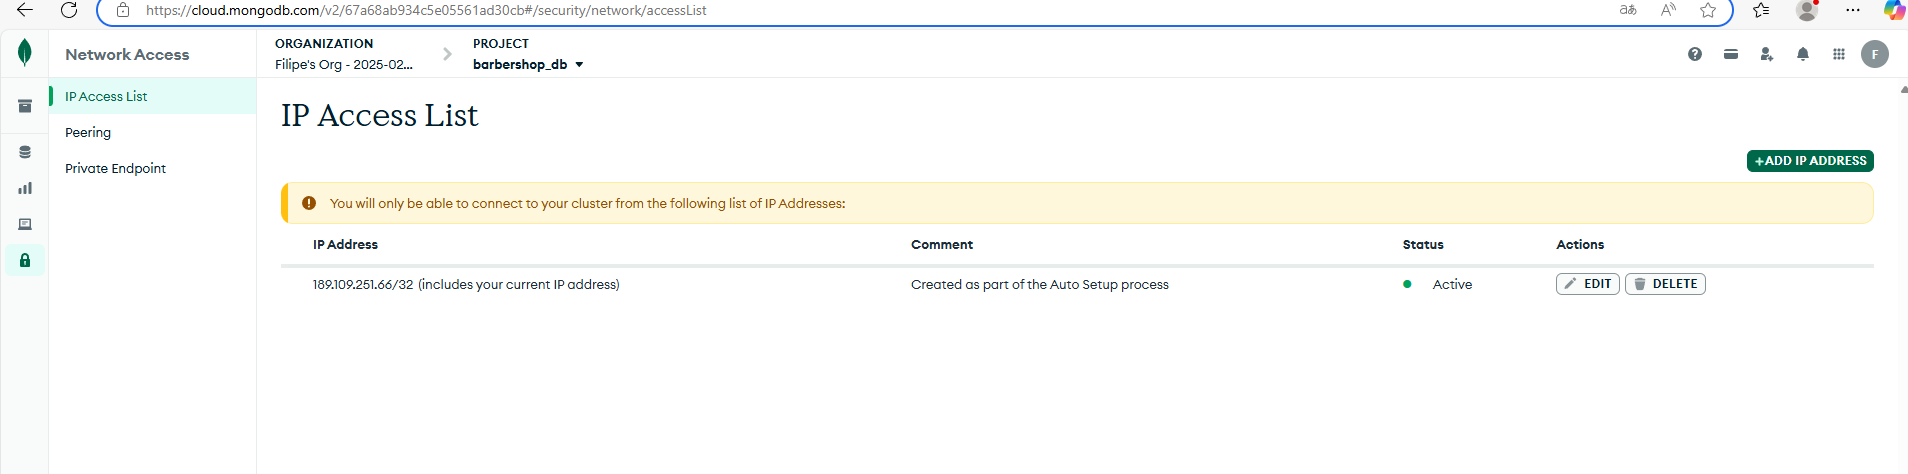 https://cloud.mongodb.com/v2/67a68ab934c5e05561ad30cb#/security/network/accessList
Network Access
ORGANIZATION
Filipe's Org - 2025-02...
PROJECT
barbershop_db
F
IP Access List
Peering
Private Endpoint
IP Access List
+ADD IP ADDRESS
You will only be able to connect to your cluster from the following list of IP Addresses:
IP Address Comment Status Actions
189.109.251.66/32 (includes your current IP address) Created as part of the Auto Setup process Active EDIT DELETE